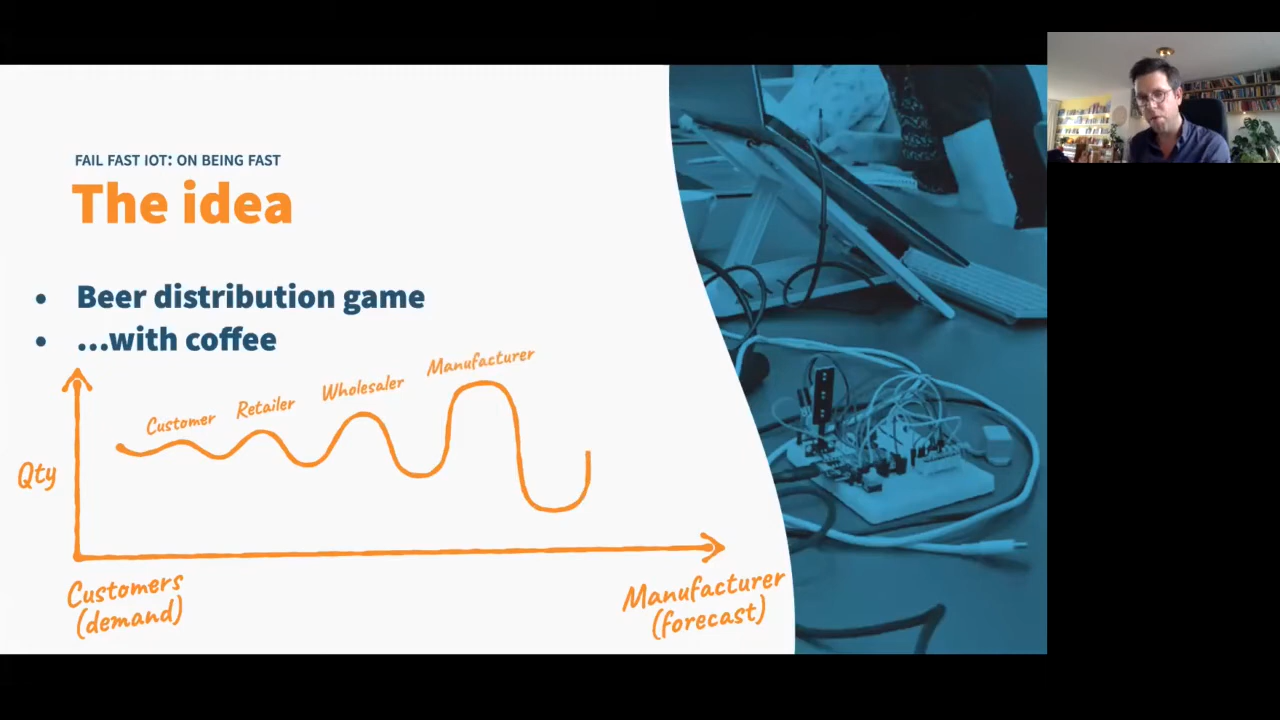 FAIL FAST IOT: ON BEING FAST
The idea
• Beer distribution game
• ...with coffee
Customer
Retailer
Wholesaler
Manufacturer
Qty
Customers
(demand)
Manufacturer
(forecast)